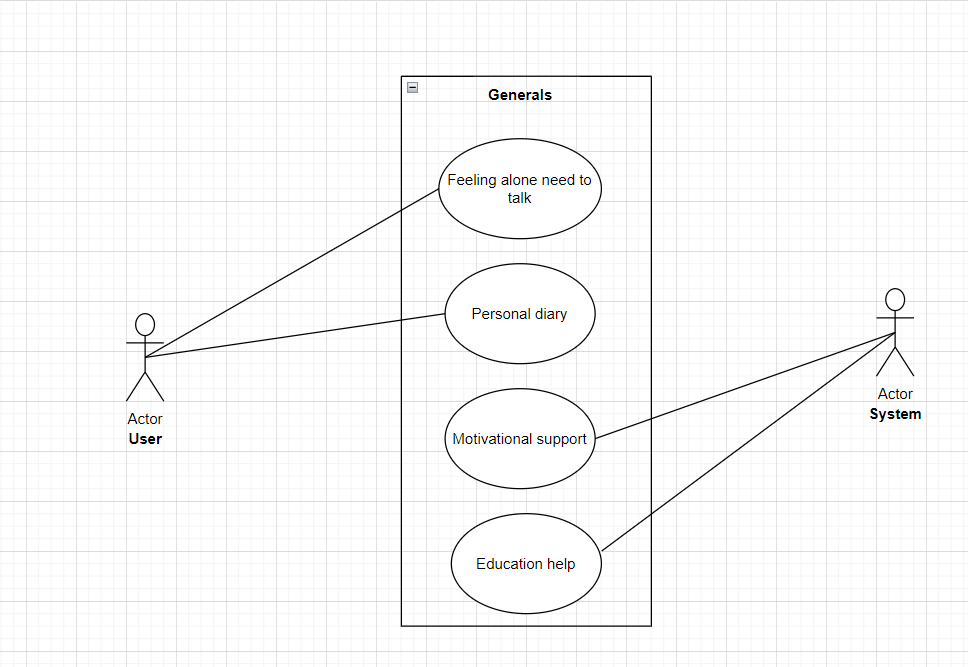 Generals
Feeling alone need to
talk
Personal diary
Motivational support
Education help
Actor
User
Actor
System